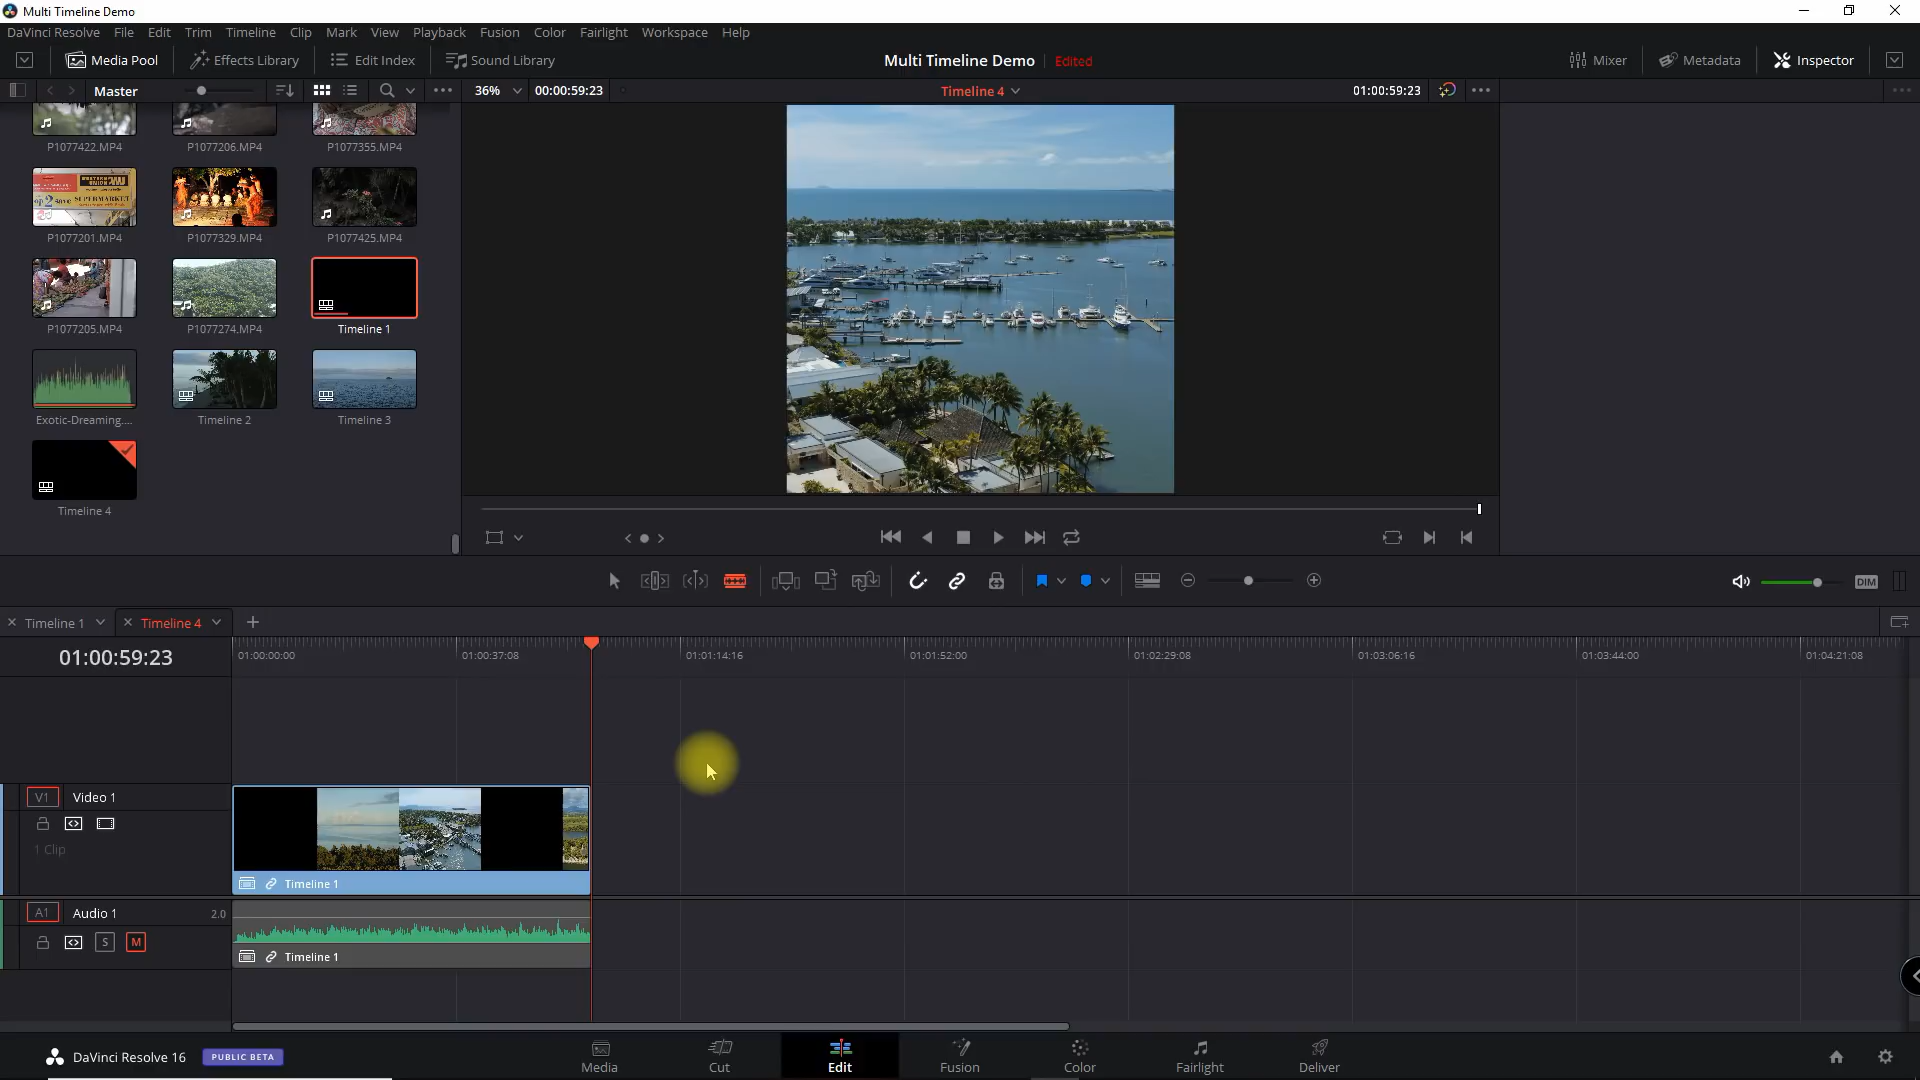 Multi Timeline Demo
DaVinci Resolve File Edit Trim Timeline Clip Mark View Playback Fusion Color Fairlight Workspace Help
Media Pool Effects Library Edit Index Sound Library Multi Timeline Demo Edited Mixer Metadata Inspector
Master 36% 00:00:59:23 Timeline 4 01:00:59:23
P1077422.MP4 P1077206.MP4 P1077355.MP4
SUPERMARKET
P1077201.MP4 P1077329.MP4 P1077425.MP4
P1077205.MP4 P1077274.MP4 Timeline 1
Exotic-Dreaming.... Timeline 2 Timeline 3
Timeline 4
DIM
Timeline 1 Timeline 4
01:00:59:23 01:00:00:00 01:00:37:08 01:01:14:16 01:01:52:00 01:02:29:08 01:03:06:16 01:03:44:00 01:04:21:08
V1 Video 1
1 Clip
Timeline 1
A1 Audio 1 2.0
S M
Timeline 1
DaVinci Resolve 16 PUBLIC BETA Media Cut Edit Fusion Color Fairlight Deliver